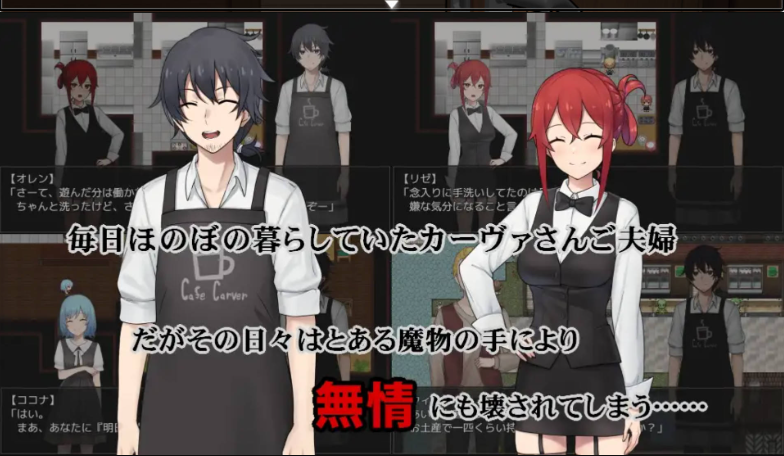 【オレン】
「さーて、遊んだ分は働か
ちゃんと洗ったけど、さ
ぞー」
【リゼ】
「念入りに手洗いしてたのは
嫌な気分になること言
毎日ほのぼの暮らしていたカーヴァさんご夫婦
Cafe Carver
だがその日々はとある魔物の手により
無情にも壊されてしまう……
【ココナ】
「はい。
まあ、あなたに『明日
お土産で一匹くらい持
か？」